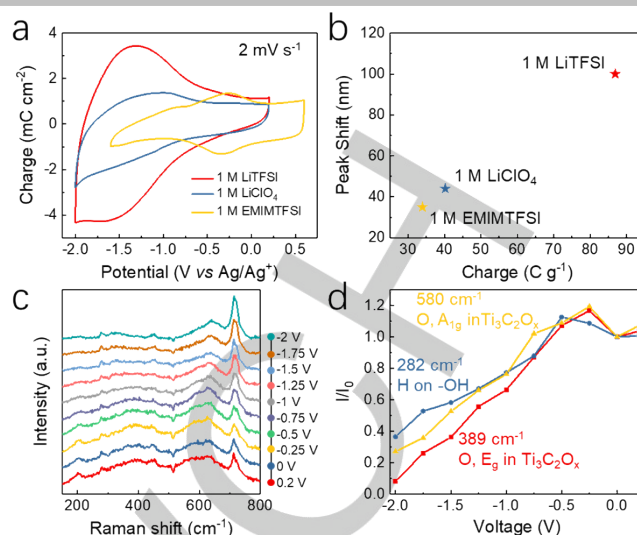 a
2 mV s⁻¹
Charge (mC cm⁻²)
4
2
0
-2
-4
1 M LiTFSI
1 M LiClO₄
1 M EMIMTFSI
-2.0 -1.5 -1.0 -0.5 0.0 0.5
Potential (V vs Ag/Ag⁺)
b
Peak Shift (nm)
120
100
80
60
40
20
1 M LiTFSI
1 M LiClO₄
1 M EMIMTFSI
30 40 50 60 70 80 90
Charge (C g⁻¹)
c
Intensity (a.u.)
-2 V
-1.75 V
-1.5 V
-1.25 V
-1 V
-0.75 V
-0.5 V
-0.25 V
0 V
0.2 V
200 400 600 800
Raman shift (cm⁻¹)
d
I/I₀
1.2
1.0
0.8
0.6
0.4
0.2
0.0
580 cm⁻¹
O, A₁g in Ti₃C₂Oₓ
282 cm⁻¹
H on -OH
389 cm⁻¹
O, Eg in Ti₃C₂Oₓ
-2.0 -1.5 -1.0 -0.5 0.0
Voltage (V)